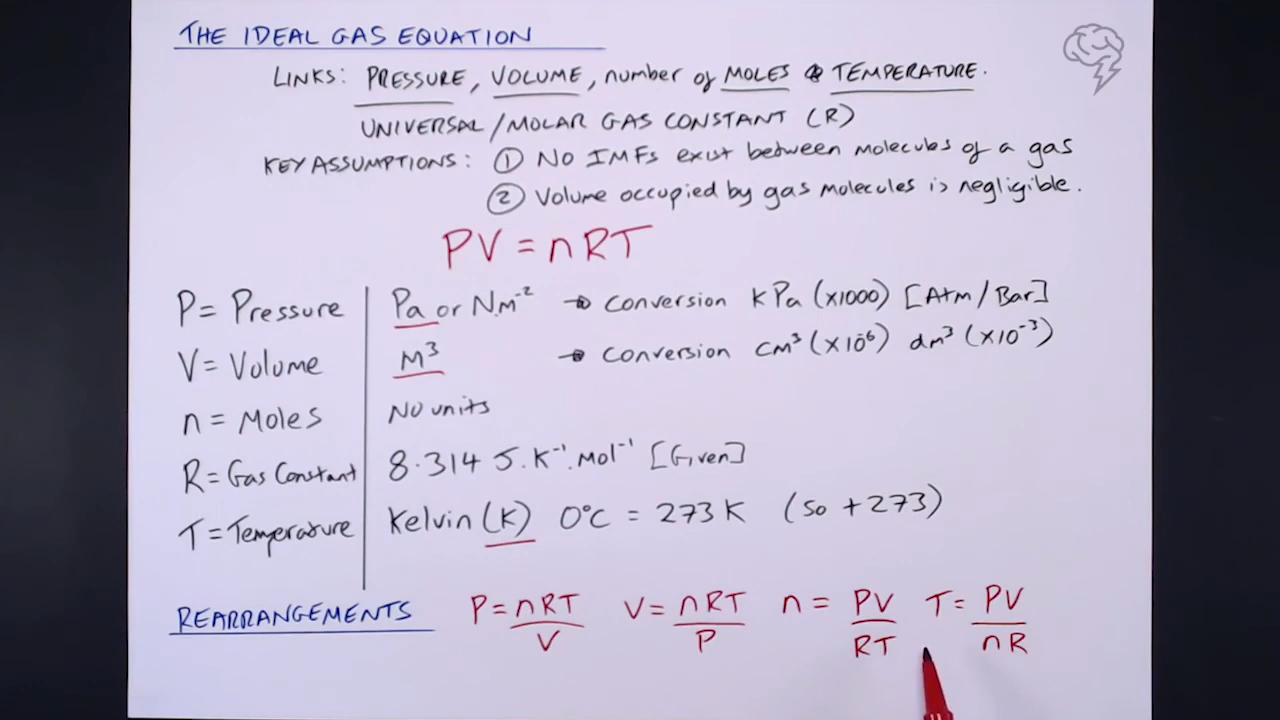 THE IDEAL GAS EQUATION
LINKS: PRESSURE, VOLUME, number of MOLES & TEMPERATURE.
UNIVERSAL/MOLAR GAS CONSTANT (R)
KEY ASSUMPTIONS: ① NO IMFs exist between molecules of a gas
② Volume occupied by gas molecules is negligible.
PV = nRT
P = Pressure Pa or N.m⁻² → Conversion kPa (x1000) [Atm/Bar]
V = Volume M³ → Conversion cm³ (x10⁻⁶) dm³ (x10⁻³)
n = Moles No units
R = Gas Constant 8.314 J.K⁻¹.Mol⁻¹ [Given]
T = Temperature Kelvin (K) 0°C = 273K (so +273)
REARRANGEMENTS P = nRT/V V = nRT/P n = PV/RT T = PV/nR